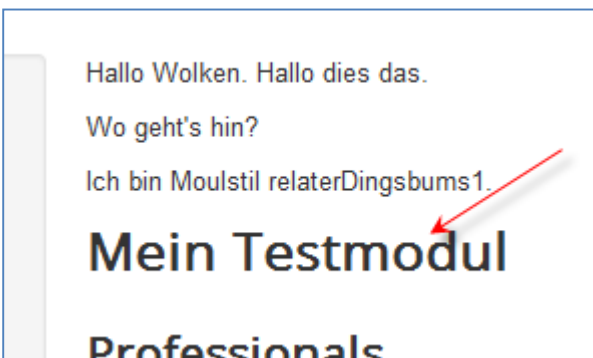 Hallo Wolken. Hallo dies das.
Wo geht's hin?
Ich bin Moulstil relaterDingsbums1.
Mein Testmodul
Professionals